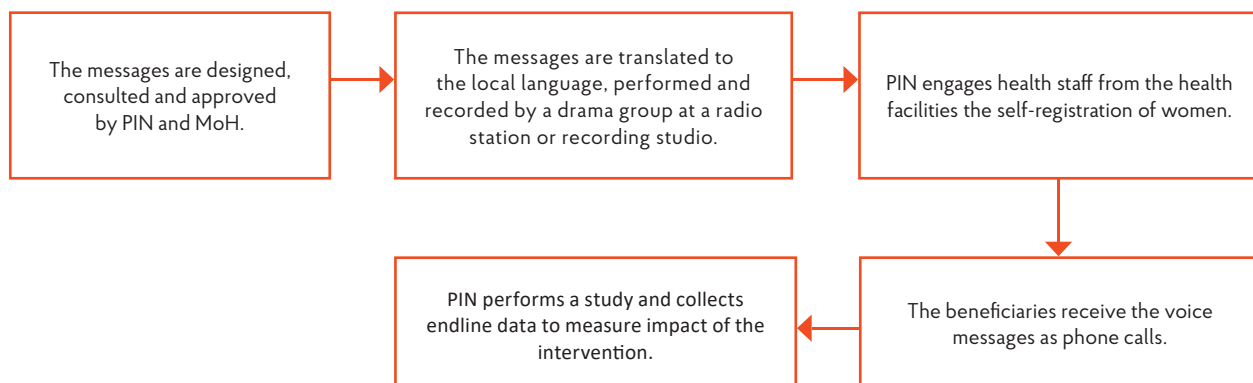 The messages are designed,
consulted and approved
by PIN and MoH.
The messages are translated to
the local language, performed and
recorded by a drama group at a radio
station or recording studio.
PIN engages health staff from the health
facilities the self-registration of women.
The beneficiaries receive the voice
messages as phone calls.
PIN performs a study and collects
endline data to measure impact of the
intervention.